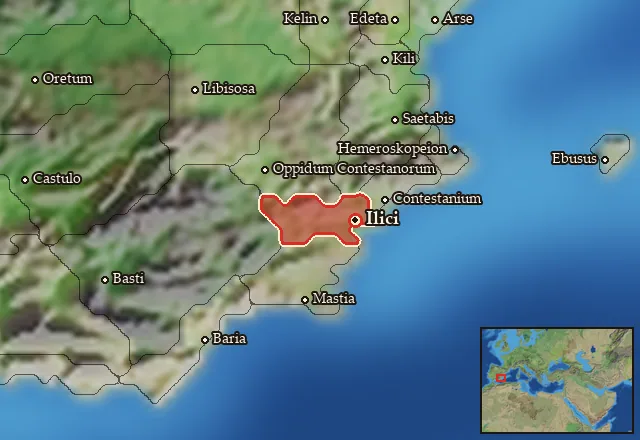 Kelin
Edeta
Arse
Kili
Oretum
Libisosa
Saetabis
Hemeroskopeion
Ebusus
Oppidum Contestanorum
Castulo
Contestanium
Ilici
Basti
Mastia
Baria